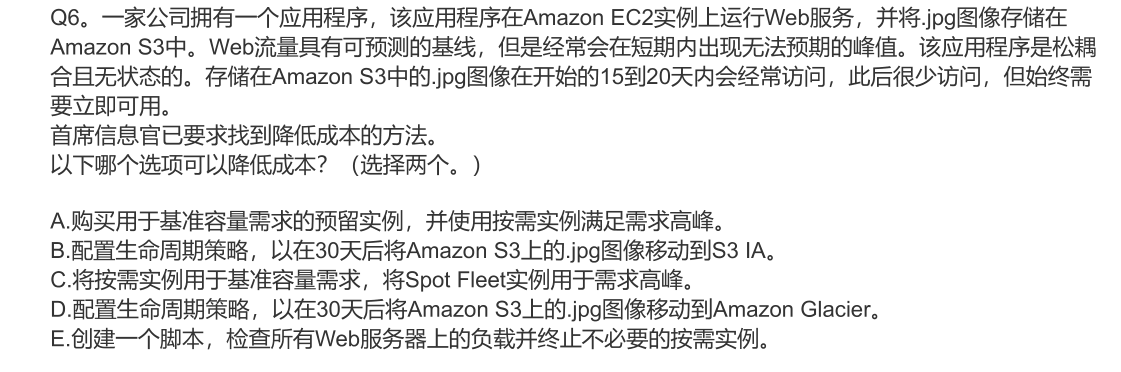 Q6。一家公司拥有一个应用程序，该应用程序在Amazon EC2实例上运行Web服务，并将.jpg图像存储在
Amazon S3中。Web流量具有可预测的基线，但是经常会在短期内出现无法预期的峰值。该应用程序是松耦
合且无状态的。存储在Amazon S3中的.jpg图像在开始的15到20天内会经常访问，此后很少访问，但始终需
要立即可用。
首席信息官已要求找到降低成本的方法。
以下哪个选项可以降低成本？（选择两个。）
A.购买用于基准容量需求的预留实例，并使用按需实例满足需求高峰。
B.配置生命周期策略，以在30天后将Amazon S3上的.jpg图像移动到S3 IA。
C.将按需实例用于基准容量需求，将Spot Fleet实例用于需求高峰。
D.配置生命周期策略，以在30天后将Amazon S3上的.jpg图像移动到Amazon Glacier。
E.创建一个脚本，检查所有Web服务器上的负载并终止不必要的按需实例。